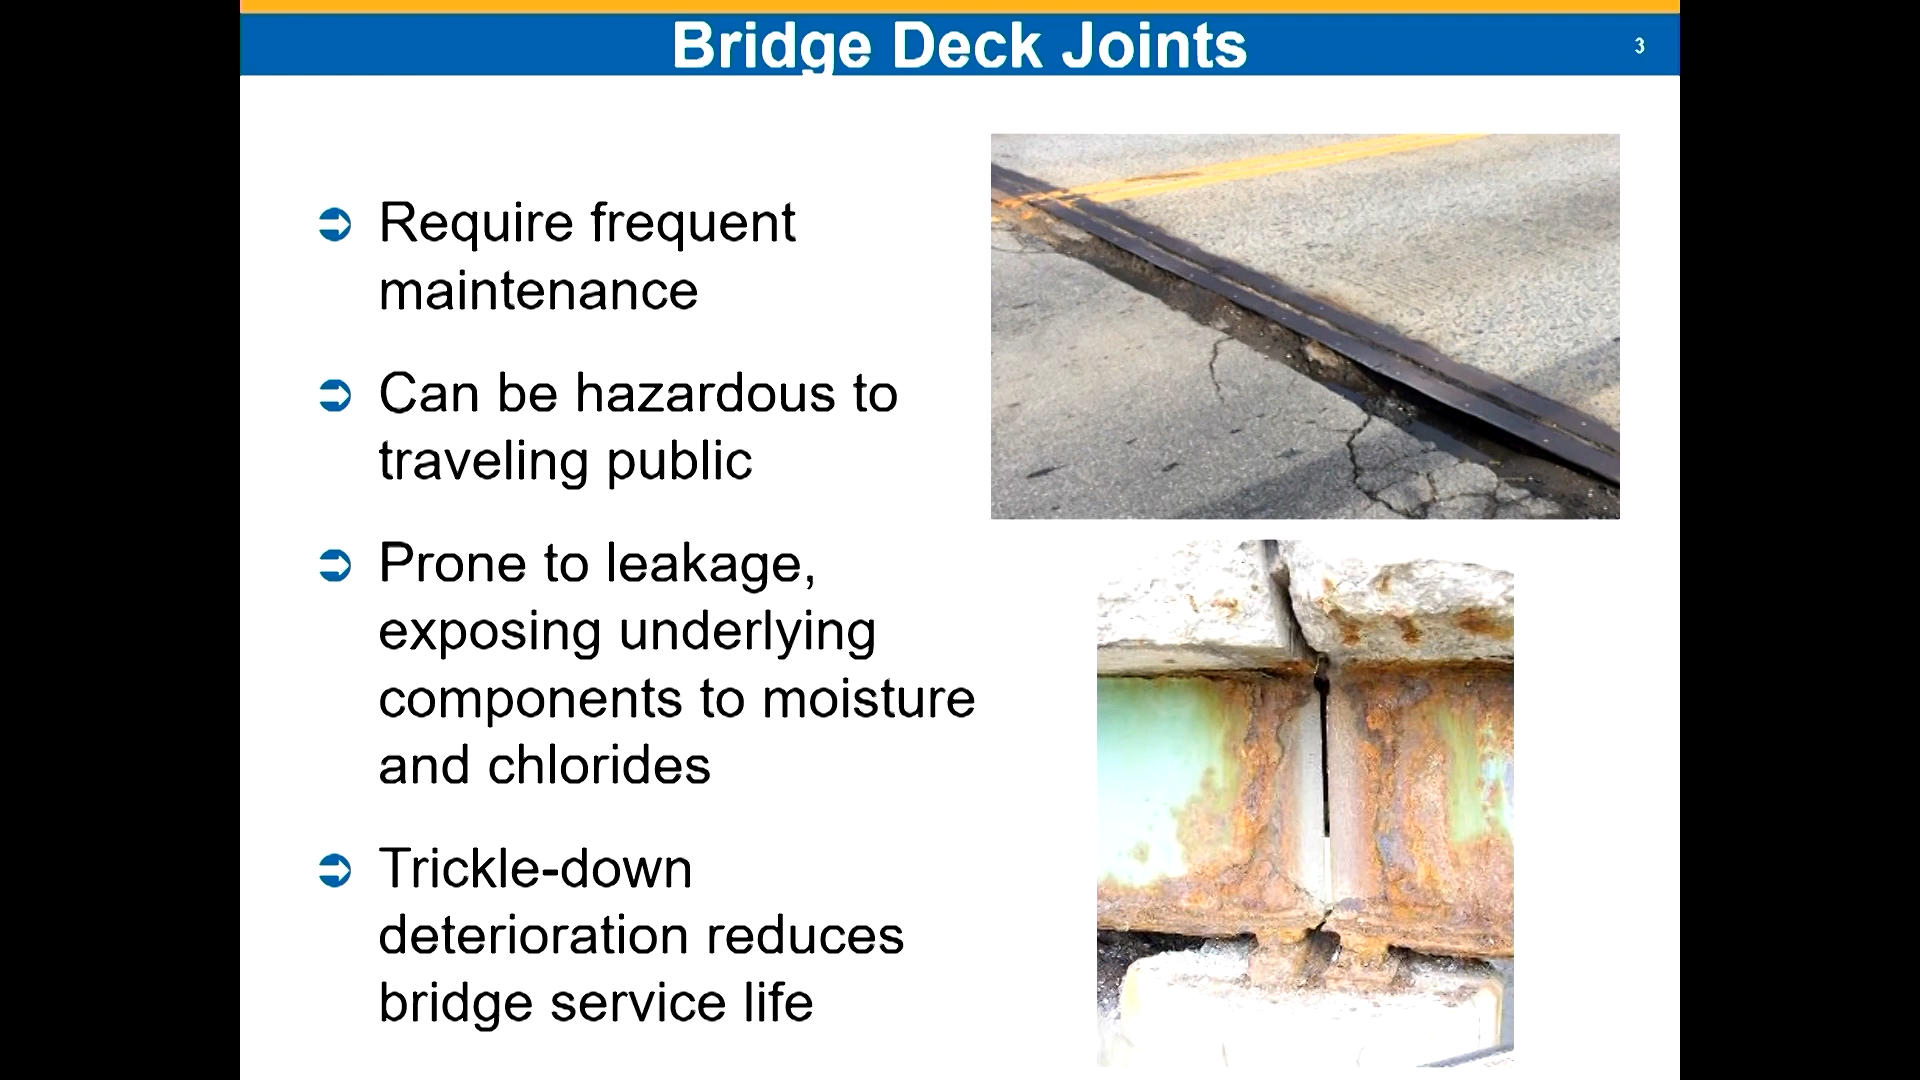 Bridge Deck Joints
3
Require frequent
maintenance
Can be hazardous to
traveling public
Prone to leakage,
exposing underlying
components to moisture
and chlorides
Trickle-down
deterioration reduces
bridge service life